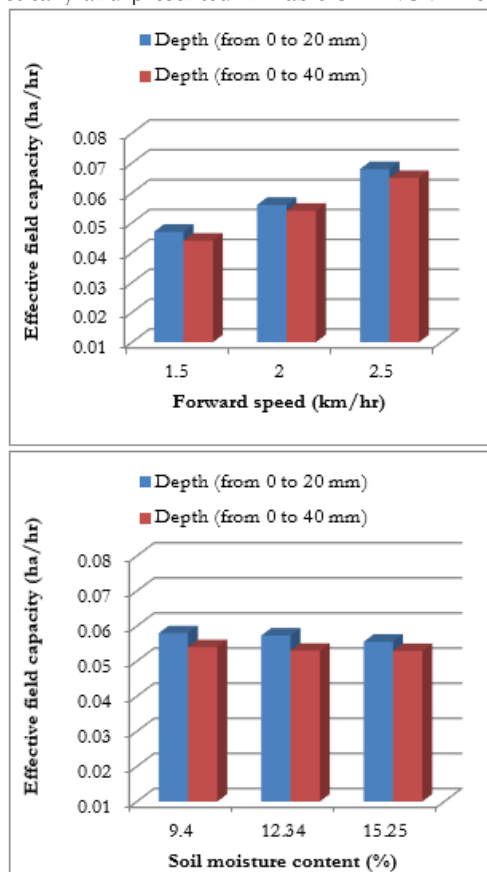 Depth (from 0 to 20 mm)
Depth (from 0 to 40 mm)
Effective field capacity (ha/hr)
0.08
0.07
0.06
0.05
0.04
0.03
0.02
0.01
1.5 2 2.5
Forward speed (km/hr)
Depth (from 0 to 20 mm)
Depth (from 0 to 40 mm)
Effective field capacity (ha/hr)
0.08
0.07
0.06
0.05
0.04
0.03
0.02
0.01
9.4 12.34 15.25
Soil moisture content (%)